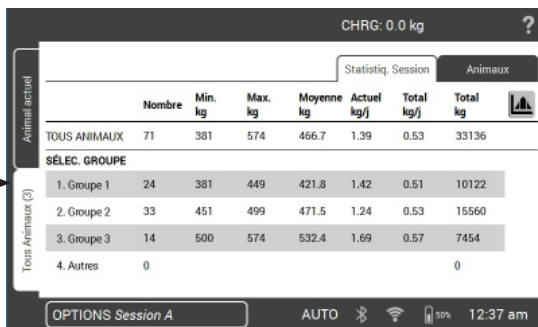 CHRG: 0.0 kg ?
Statistiq. Session Animaux
Nombre Min. kg Max. kg Moyenne kg Actuel kg/j Total kg/j Total kg
TOUS ANIMAUX 71 381 574 466.7 1.39 0.53 33136
SÉLEC. GROUPE
1. Groupe 1 24 381 449 421.8 1.42 0.51 10122
2. Groupe 2 33 451 499 471.5 1.24 0.53 15560
3. Groupe 3 14 500 574 532.4 1.69 0.57 7454
4. Autres 0 0
Animal actuel
Tous Animaux (3)
OPTIONS Session A AUTO 50% 12:37 am